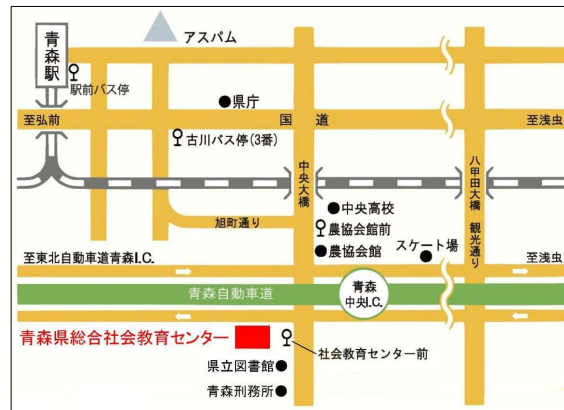 アスパム
青森駅
駅前バス停
県庁
至弘前
国道
至浅虫
古川バス停(3番)
中央大橋
八甲田大橋
観光通り
中央高校
旭町通り
農協会館前
農協会館
スケート場
至東北自動車道青森I.C.
至浅虫
青森自動車道
青森
中央I.C.
青森県総合社会教育センター
社会教育センター前
県立図書館
青森刑務所